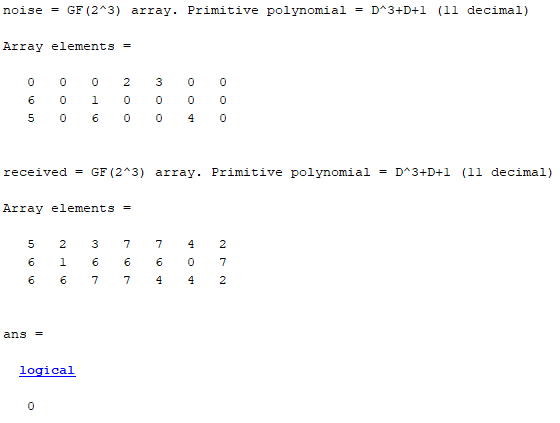 noise = GF(2^3) array. Primitive polynomial = D^3+D+1 (11 decimal)
Array elements =
0 0 0 2 3 0 0
6 0 1 0 0 0 0
5 0 6 0 0 4 0
received = GF(2^3) array. Primitive polynomial = D^3+D+1 (11 decimal)
Array elements =
5 2 3 7 7 4 2
6 1 6 6 6 0 7
6 6 7 7 4 4 2
ans =
logical
0